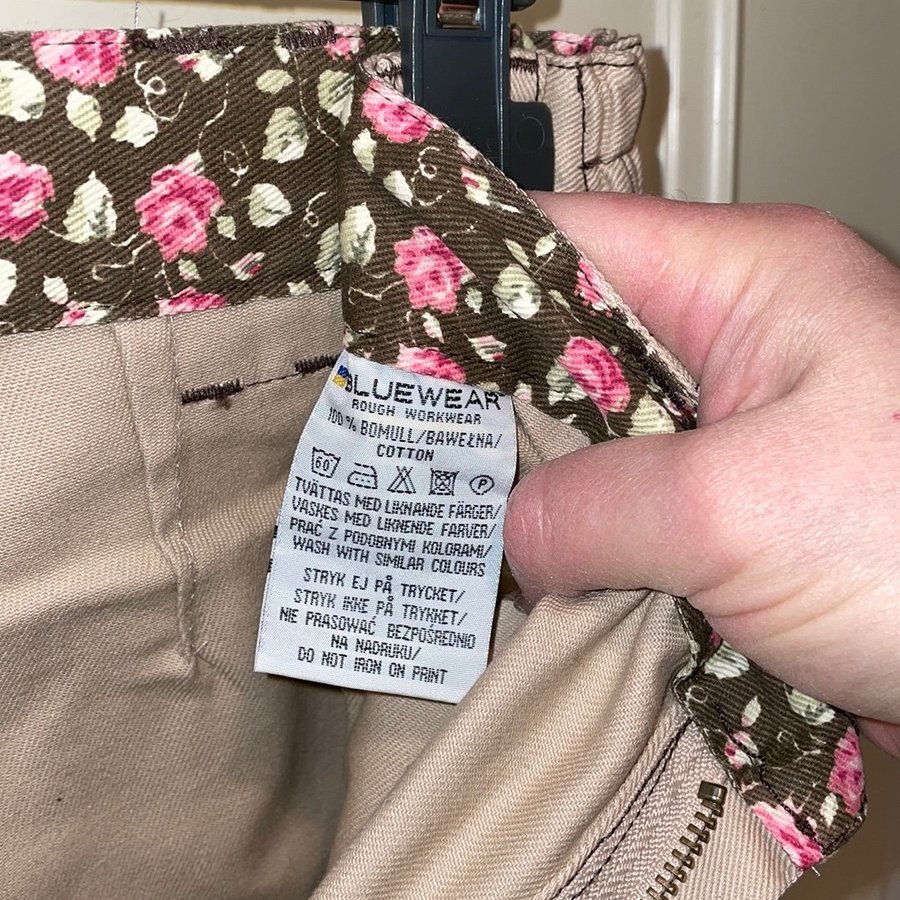 BLUEWEAR
ROUGH WORKWEAR
100% BOMULL/BAWEŁNA/
COTTON
60°
P
TVÄTTAS MED LIKNANDE FÄRGER/
VASKES MED LIKNENDE FARVER/
PRAĆ Z PODOBNYMI KOLORAMI/
WASH WITH SIMILAR COLOURS
STRYK EJ PÅ TRYCKET/
STRYK IKKE PÅ TRYKKET/
NIE PRASOWAĆ BEZPOŚREDNIO
NA NADRUKU/
DO NOT IRON ON PRINT